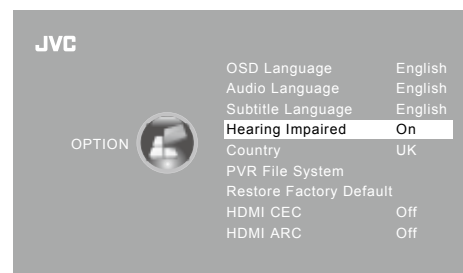 JVC
OPTION
OSD Language English
Audio Language English
Subtitle Language English
Hearing Impaired On
Country UK
PVR File System
Restore Factory Default
HDMI CEC Off
HDMI ARC Off